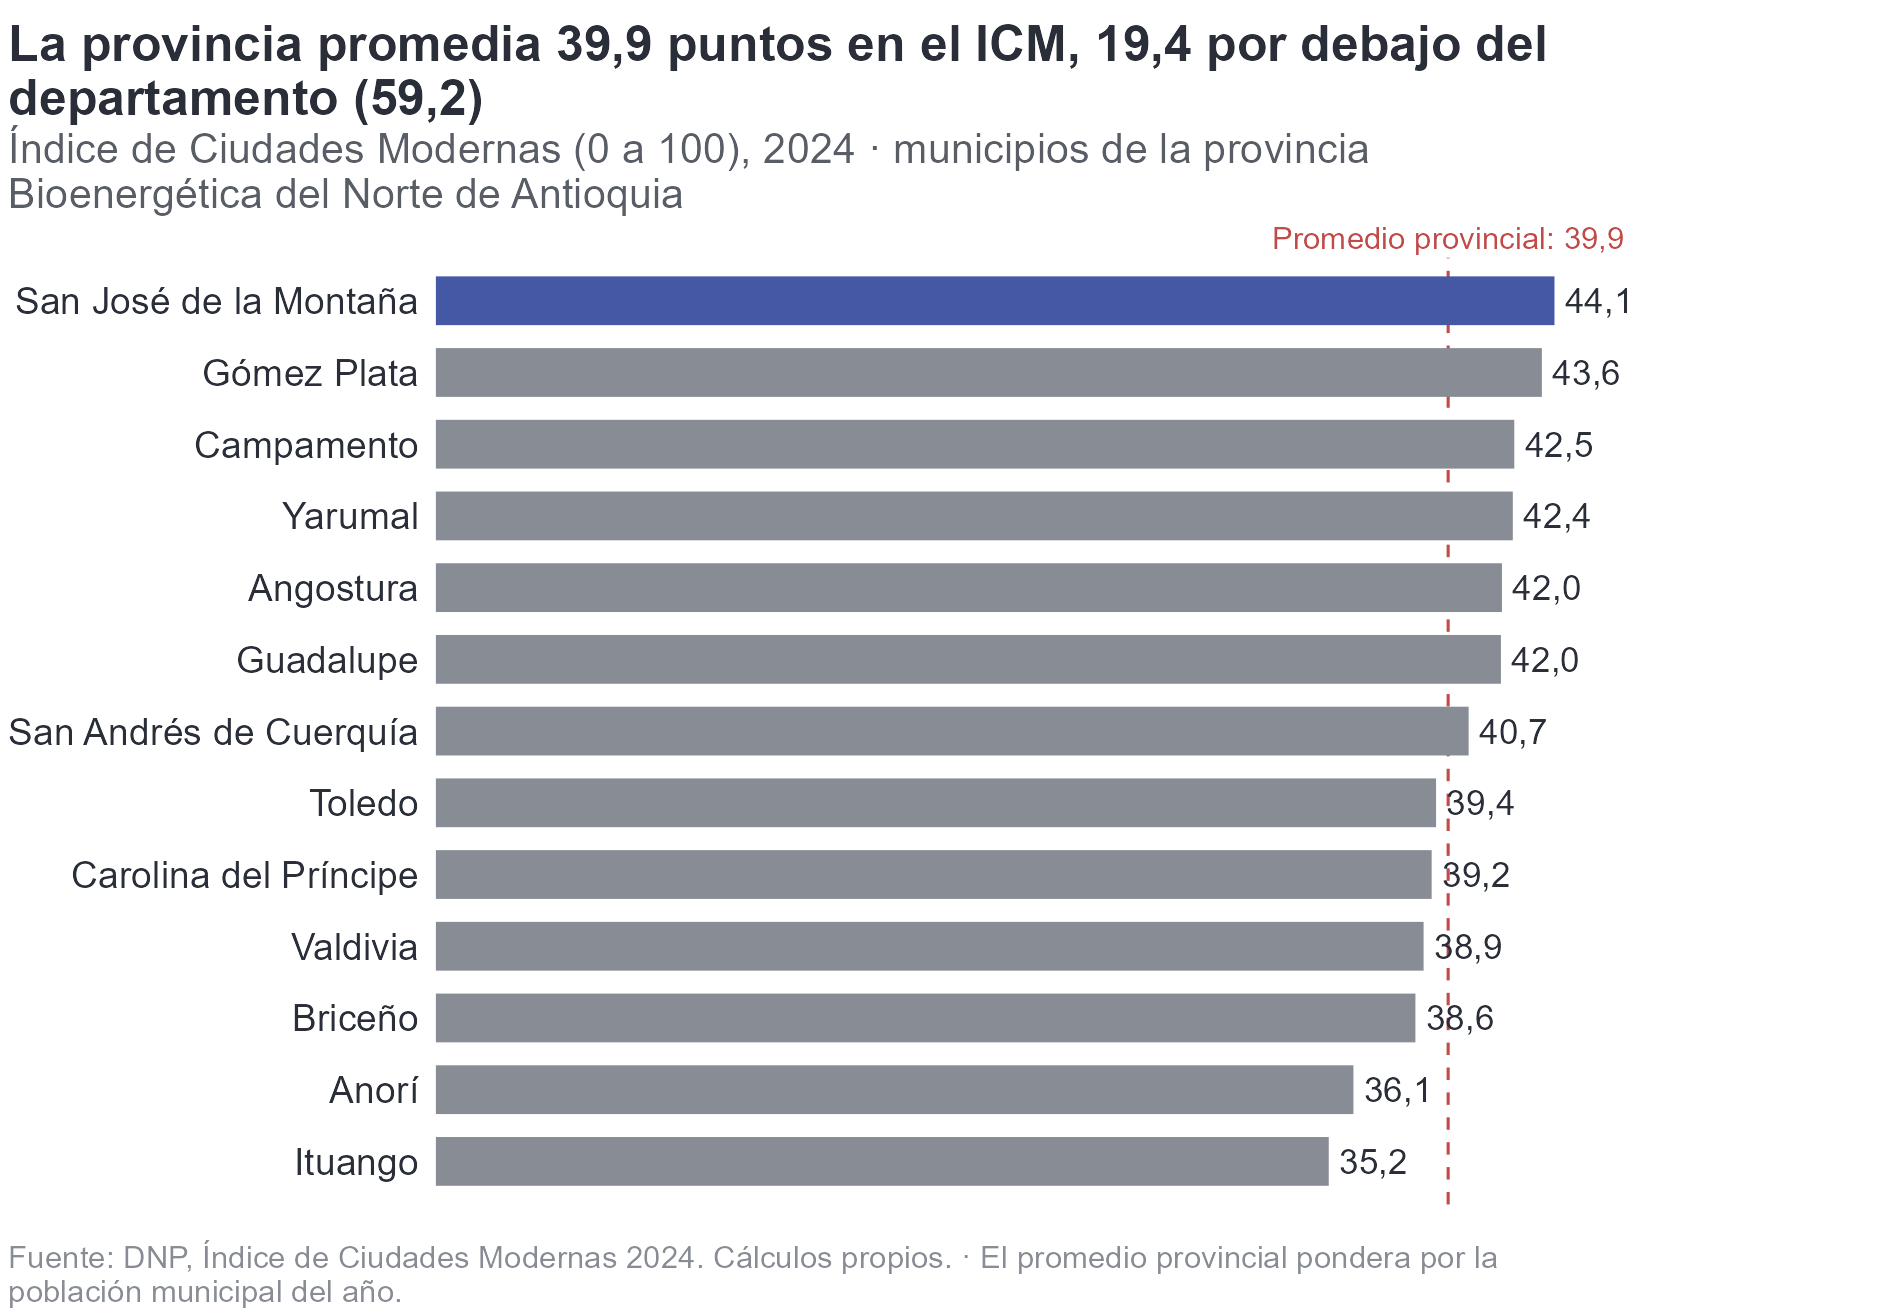 La provincia promedia 39,9 puntos en el ICM, 19,4 por debajo del
departamento (59,2)
Índice de Ciudades Modernas (0 a 100), 2024 · municipios de la provincia
Bioenergética del Norte de Antioquia
Promedio provincial: 39,9
San José de la Montaña 44,1
Gómez Plata 43,6
Campamento 42,5
Yarumal 42,4
Angostura 42,0
Guadalupe 42,0
San Andrés de Cuerquía 40,7
Toledo 39,4
Carolina del Príncipe 39,2
Valdivia 38,9
Briceño 38,6
Anorí 36,1
Ituango 35,2
Fuente: DNP, Índice de Ciudades Modernas 2024. Cálculos propios. · El promedio provincial pondera por la
población municipal del año.